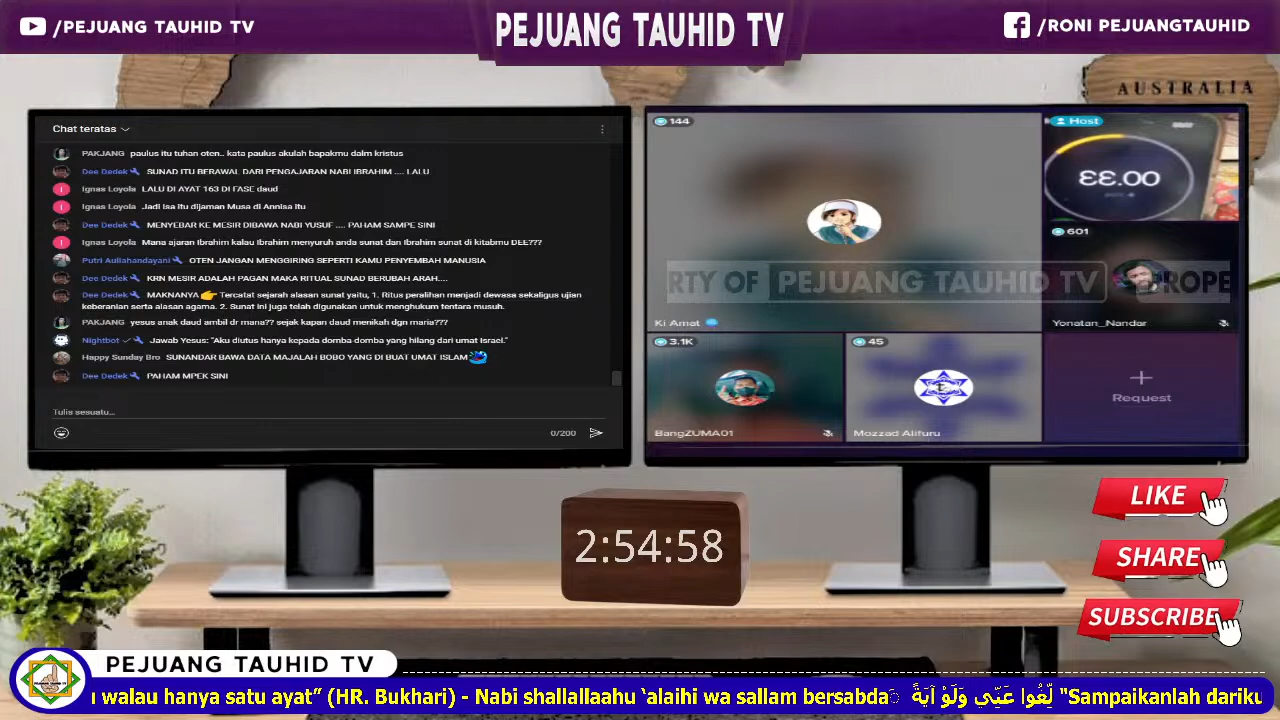 /PEJUANG TAUHID TV
PEJUANG TAUHID TV
/RONI PEJUANGTAUHID
AUSTRALIA
Chat teratas
PAKJANG paulus itu tuhan oten.. kata paulus akulah bapakmu dalm kristus
Dee Dedek SUNAD ITU BERAWAL DARI PENGAJARAN NABI IBRAHIM .... LALU
Ignas Loyola LALU DI AYAT 163 DI FASE daud
Ignas Loyola Jadi isa itu dijaman Musa di Annisa itu
Dee Dedek MENYEBAR KE MESIR DIBAWA NABI YUSUF .... PAHAM SAMPE SINI
Ignas Loyola Mana ajaran Ibrahim kalau Ibrahim menyuruh anda sunat dan Ibrahim sunat di kitabmu DEE???
Putri Auliahandayani OTEN JANGAN MENGGIRING SEPERTI KAMU PENYEMBAH MANUSIA
Dee Dedek KRN MESIR ADALAH PAGAN MAKA RITUAL SUNAD BERUBAH ARAH....
Dee Dedek MAKNANYA 👉 Tercatat sejarah alasan sunat yaitu, 1. Ritus peralihan menjadi dewasa sekaligus ujian
keberanian serta alasan agama. 2. Sunat ini juga telah digunakan untuk menghukum tentara musuh.
PAKJANG yesus anak daud ambil dr mana?? sejak kapan daud menikah dgn maria???
Nightbot Jawab Yesus: "Aku diutus hanya kepada domba domba yang hilang dari umat Israel."
Happy Sunday Bro SUNANDAR BAWA DATA MAJALAH BOBO YANG DI BUAT UMAT ISLAM
Dee Dedek PAHAM MPEK SINI
Tulis sesuatu...
0/200
144
Host
33.00
601
RTY OF PEJUANG TAUHID TV PROPE
Ki Amat
Yonatan_Nandar
3.1K
45
Request
BangZUMA01
Mozzad Alifuru
2:54:58
LIKE
SHARE
SUBSCRIBE
PEJUANG TAUHID TV
walau hanya satu ayat” (HR. Bukhari) - Nabi shallallaahu ‘alaihi wa sallam bersabda لِّغُوا عَنِّي وَلَوْ آيَةً "Sampaikanlah dariku